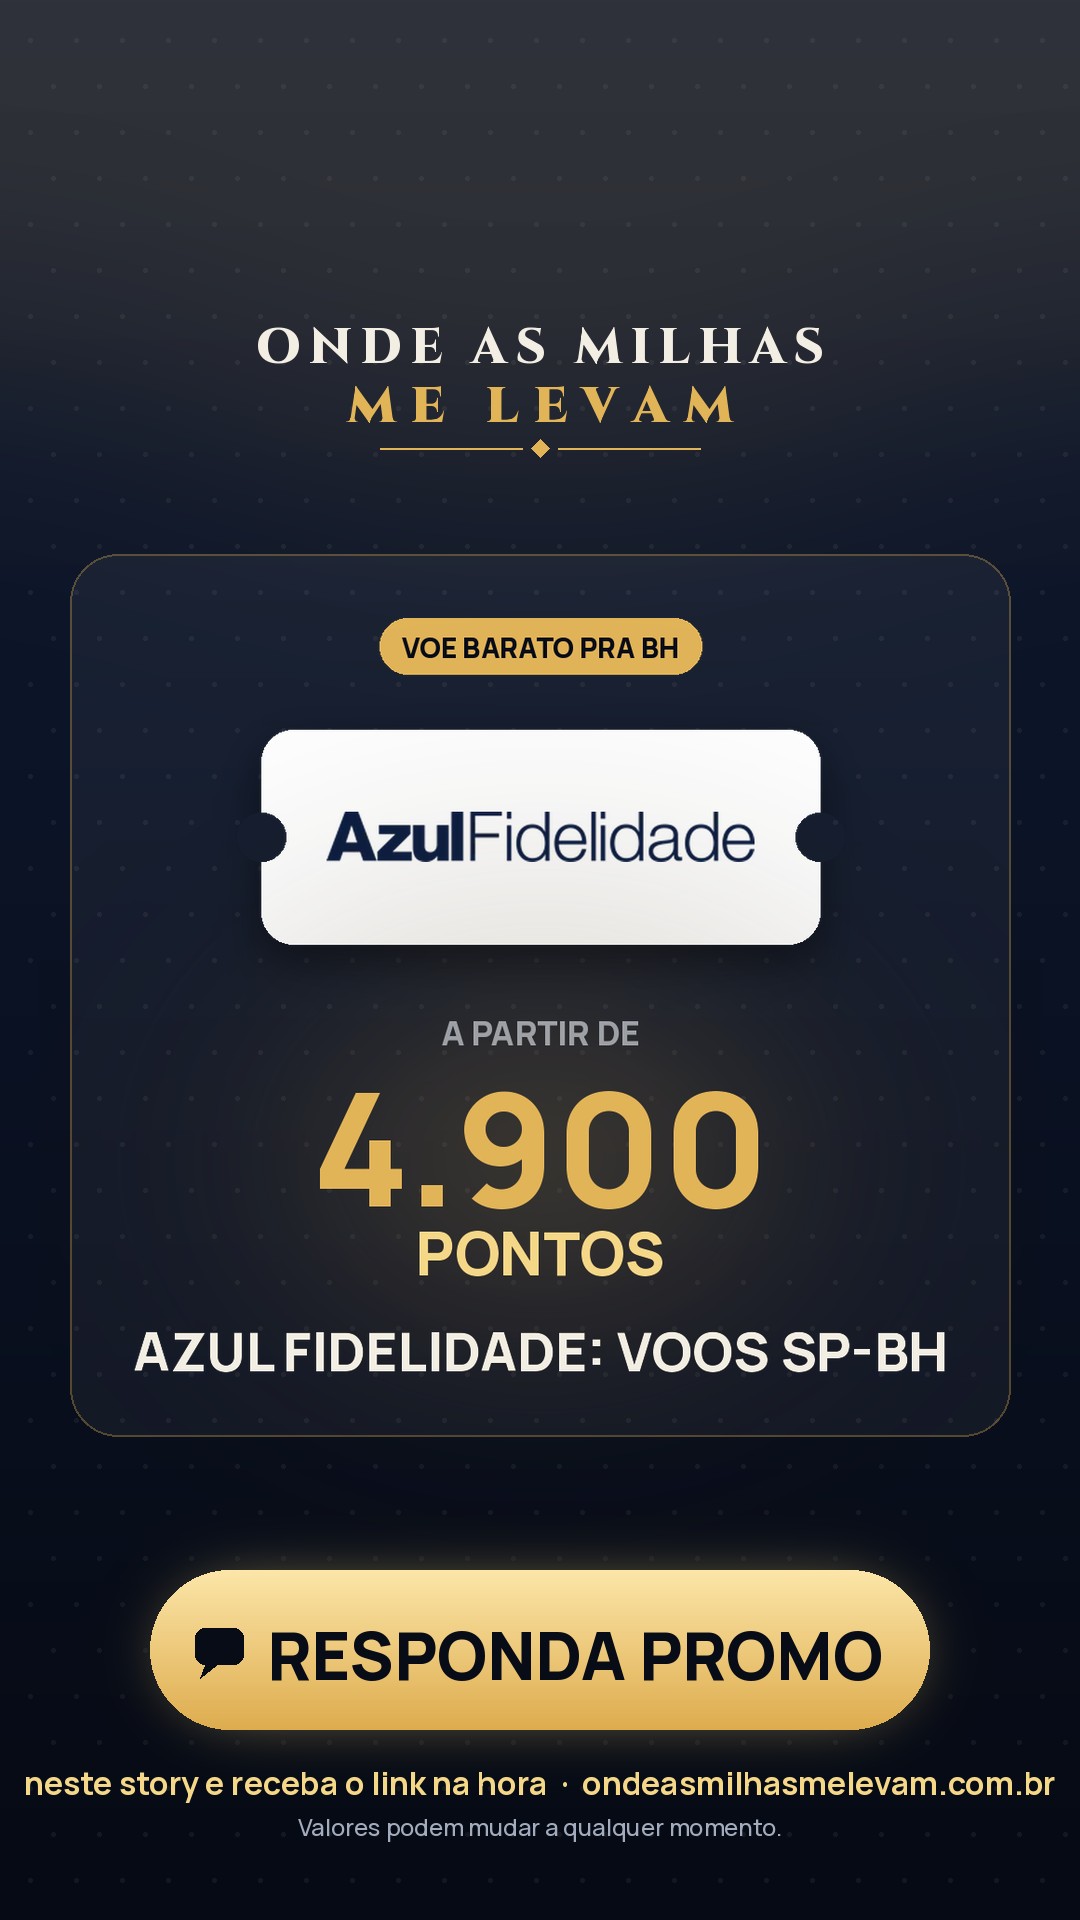 ONDE AS MILHAS
ME LEVAM
VOE BARATO PRA BH
AzulFidelidade
A PARTIR DE
4.900
PONTOS
AZUL FIDELIDADE: VOOS SP-BH
RESPONDA PROMO
neste story e receba o link na hora · ondeasmilhasmelevam.com.br
Valores podem mudar a qualquer momento.